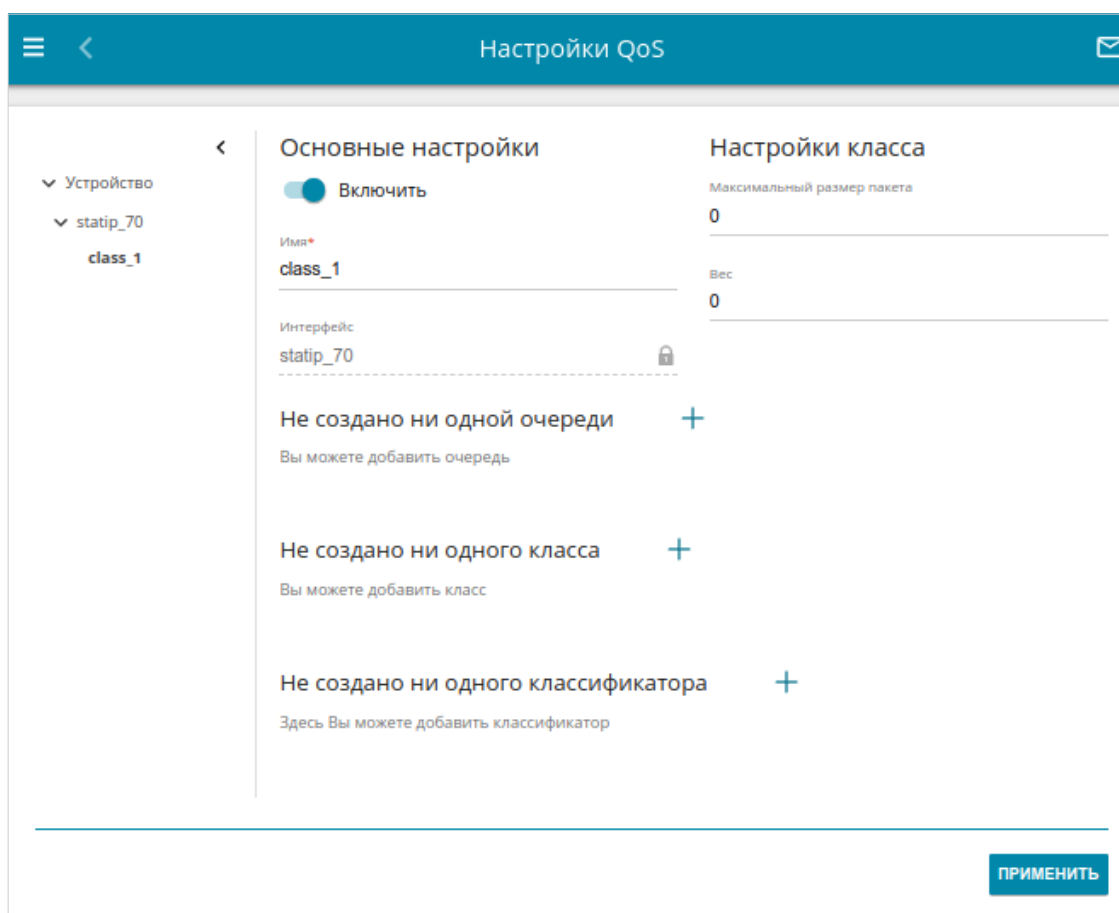 Настройки QoS
Устройство
statip_70
class_1
Основные настройки
Включить
Имя*
class_1
Интерфейс
statip_70
Настройки класса
Максимальный размер пакета
0
Вес
0
Не создано ни одной очереди
Вы можете добавить очередь
Не создано ни одного класса
Вы можете добавить класс
Не создано ни одного классификатора
Здесь Вы можете добавить классификатор
ПРИМЕНИТЬ